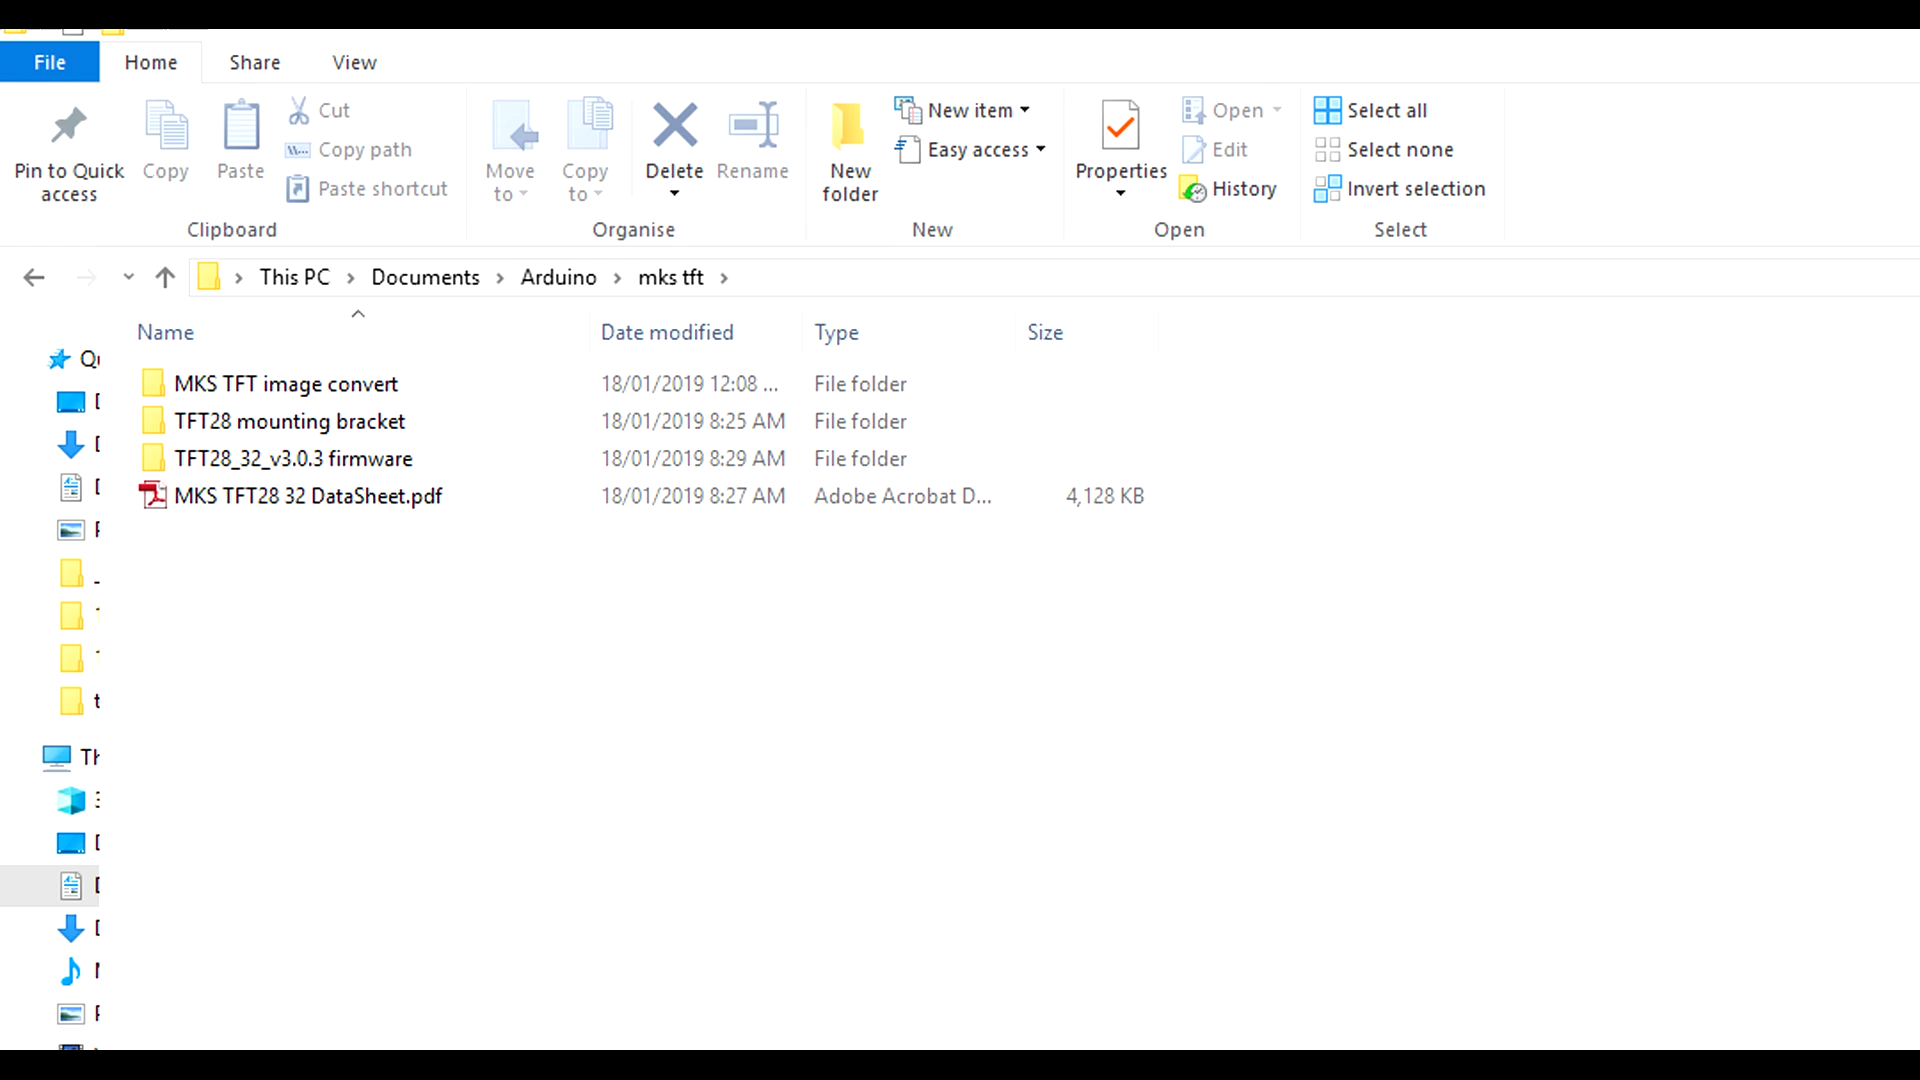 File Home Share View
Pin to Quick access
Copy
Paste
Cut
Copy path
Paste shortcut
Clipboard
Move to
Copy to
Delete
Rename
Organise
New folder
New item
Easy access
New
Properties
Open
Edit
History
Open
Select all
Select none
Invert selection
Select
This PC > Documents > Arduino > mks tft >
Name Date modified Type Size
MKS TFT image convert 18/01/2019 12:08 ... File folder
TFT28 mounting bracket 18/01/2019 8:25 AM File folder
TFT28_32_v3.0.3 firmware 18/01/2019 8:29 AM File folder
MKS TFT28 32 DataSheet.pdf 18/01/2019 8:27 AM Adobe Acrobat D... 4,128 KB